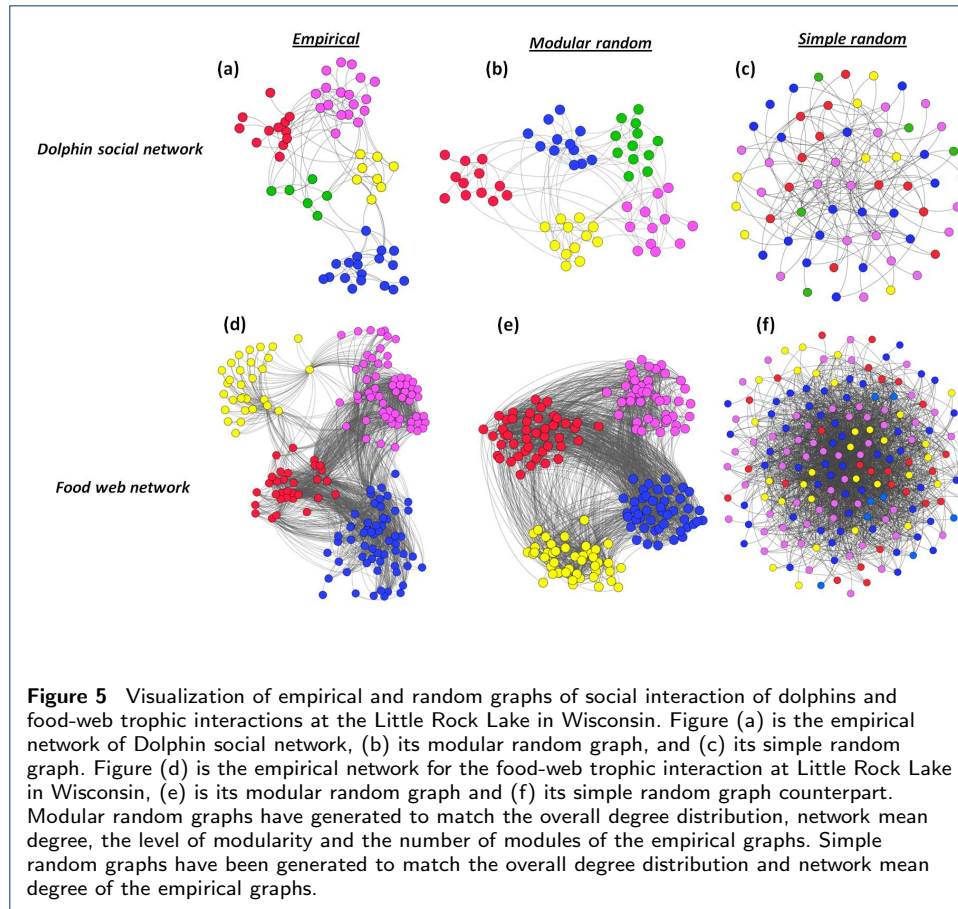 Empirical
Modular random
Simple random
(a)
(b)
(c)
Dolphin social network
(d)
(e)
(f)
Food web network
Figure 5 Visualization of empirical and random graphs of social interaction of dolphins and
food-web trophic interactions at the Little Rock Lake in Wisconsin. Figure (a) is the empirical
network of Dolphin social network, (b) its modular random graph, and (c) its simple random
graph. Figure (d) is the empirical network for the food-web trophic interaction at Little Rock Lake
in Wisconsin, (e) is its modular random graph and (f) its simple random graph counterpart.
Modular random graphs have generated to match the overall degree distribution, network mean
degree, the level of modularity and the number of modules of the empirical graphs. Simple
random graphs have been generated to match the overall degree distribution and network mean
degree of the empirical graphs.